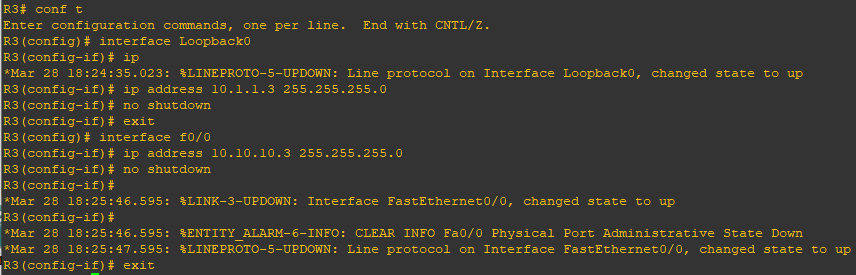 R3# conf t
Enter configuration commands, one per line.  End with CNTL/Z.
R3(config)# interface Loopback0
R3(config-if)# ip
*Mar 28 18:24:35.023: %LINEPROTO-5-UPDOWN: Line protocol on Interface Loopback0, changed state to up
R3(config-if)# ip address 10.1.1.3 255.255.255.0
R3(config-if)# no shutdown
R3(config-if)# exit
R3(config)# interface f0/0
R3(config-if)# ip address 10.10.10.3 255.255.255.0
R3(config-if)# no shutdown
R3(config-if)#
*Mar 28 18:25:46.595: %LINK-3-UPDOWN: Interface FastEthernet0/0, changed state to up
R3(config-if)#
*Mar 28 18:25:46.595: %ENTITY_ALARM-6-INFO: CLEAR INFO Fa0/0 Physical Port Administrative State Down
*Mar 28 18:25:47.595: %LINEPROTO-5-UPDOWN: Line protocol on Interface FastEthernet0/0, changed state to up
R3(config-if)# exit